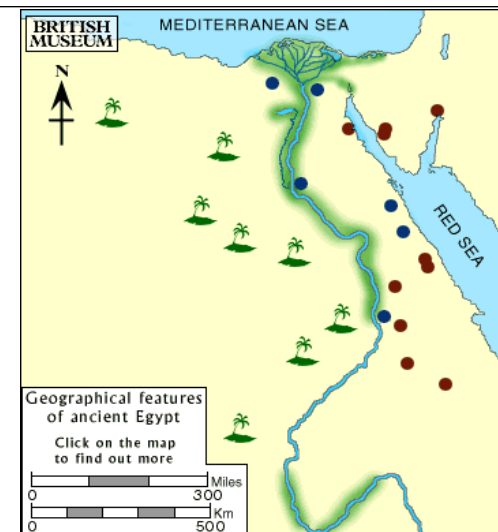 BRITISH
MUSEUM
MEDITERRANEAN SEA
N
RED SEA
Geographical features
of ancient Egypt
Click on the map
to find out more
Miles
0 300
Km
0 500